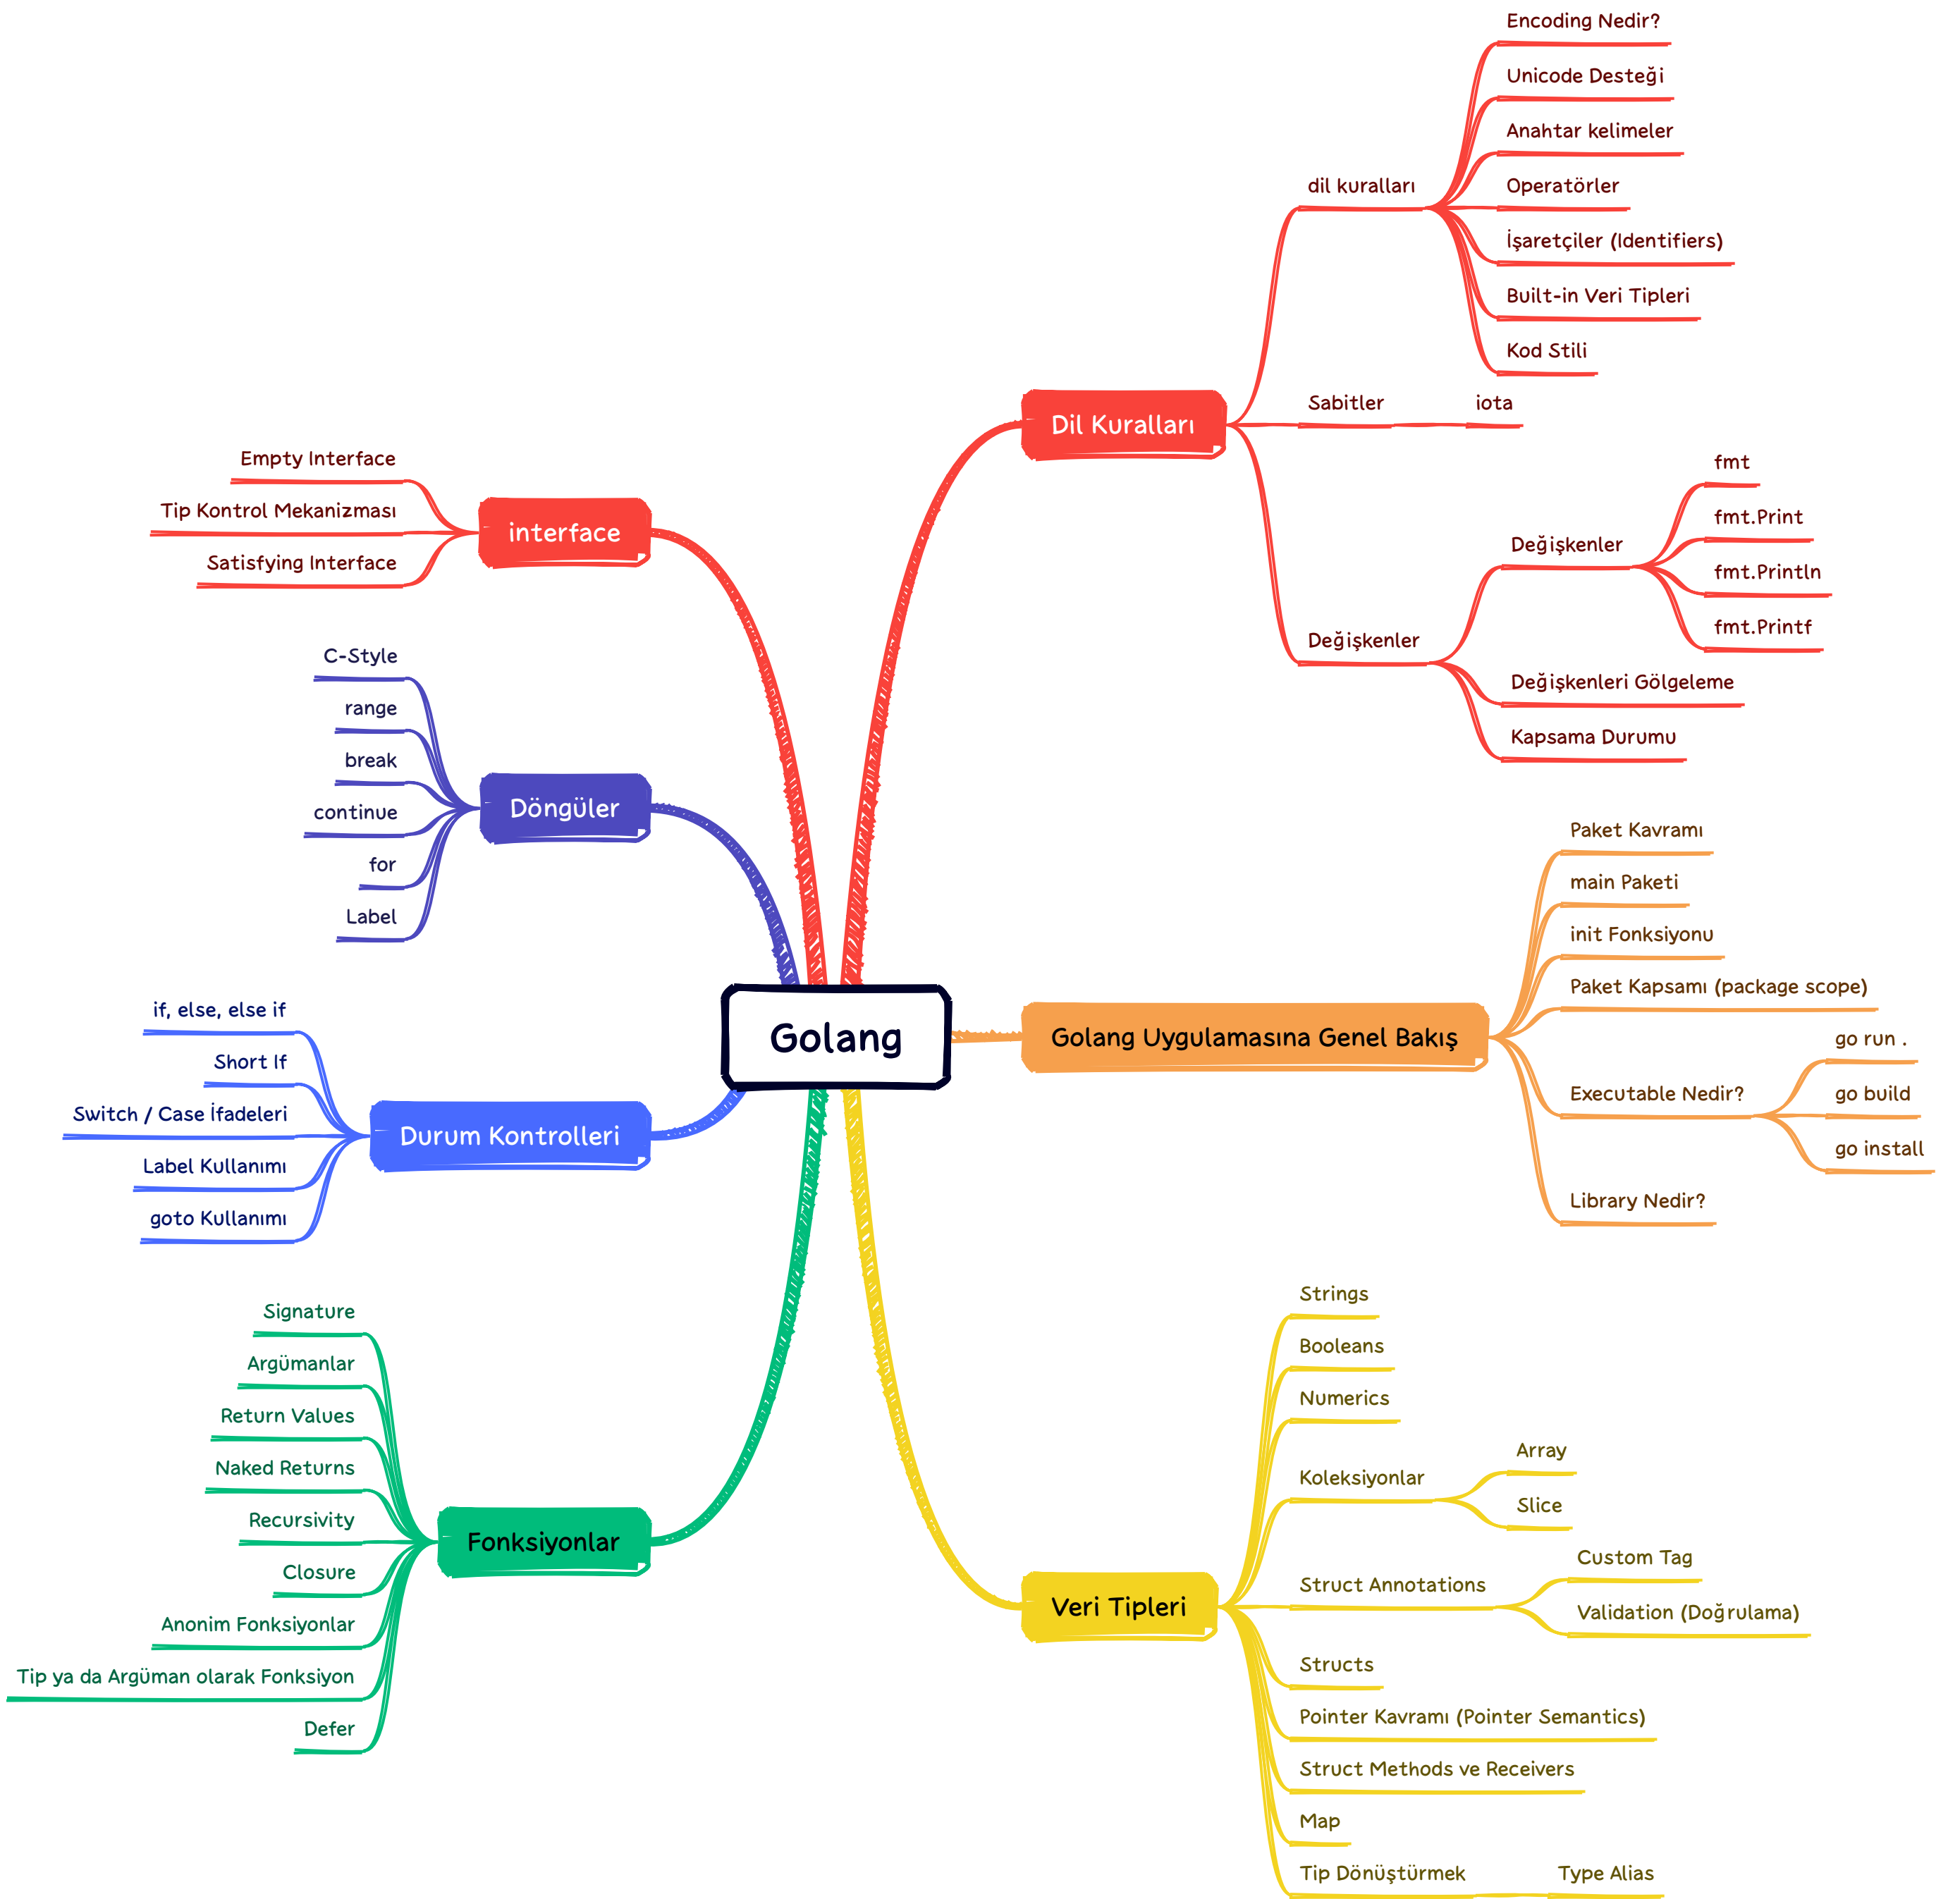 Golang
Dil Kuralları
dil kuralları
Encoding Nedir?
Unicode Desteği
Anahtar kelimeler
Operatörler
İşaretçiler (Identifiers)
Built-in Veri Tipleri
Kod Stili
Sabitler
iota
Değişkenler
Değişkenler
fmt
fmt.Print
fmt.Println
fmt.Printf
Değişkenleri Gölgeleme
Kapsama Durumu
Golang Uygulamasına Genel Bakış
Paket Kavramı
main Paketi
init Fonksiyonu
Paket Kapsamı (package scope)
Executable Nedir?
go run .
go build
go install
Library Nedir?
Veri Tipleri
Strings
Booleans
Numerics
Koleksiyonlar
Array
Slice
Struct Annotations
Custom Tag
Validation (Doğrulama)
Structs
Pointer Kavramı (Pointer Semantics)
Struct Methods ve Receivers
Map
Tip Dönüştürmek
Type Alias
interface
Empty Interface
Tip Kontrol Mekanizması
Satisfying Interface
Döngüler
C-Style
range
break
continue
for
Label
Durum Kontrolleri
if, else, else if
Short If
Switch / Case İfadeleri
Label Kullanımı
goto Kullanımı
Fonksiyonlar
Signature
Argümanlar
Return Values
Naked Returns
Recursivity
Closure
Anonim Fonksiyonlar
Tip ya da Argüman olarak Fonksiyon
Defer